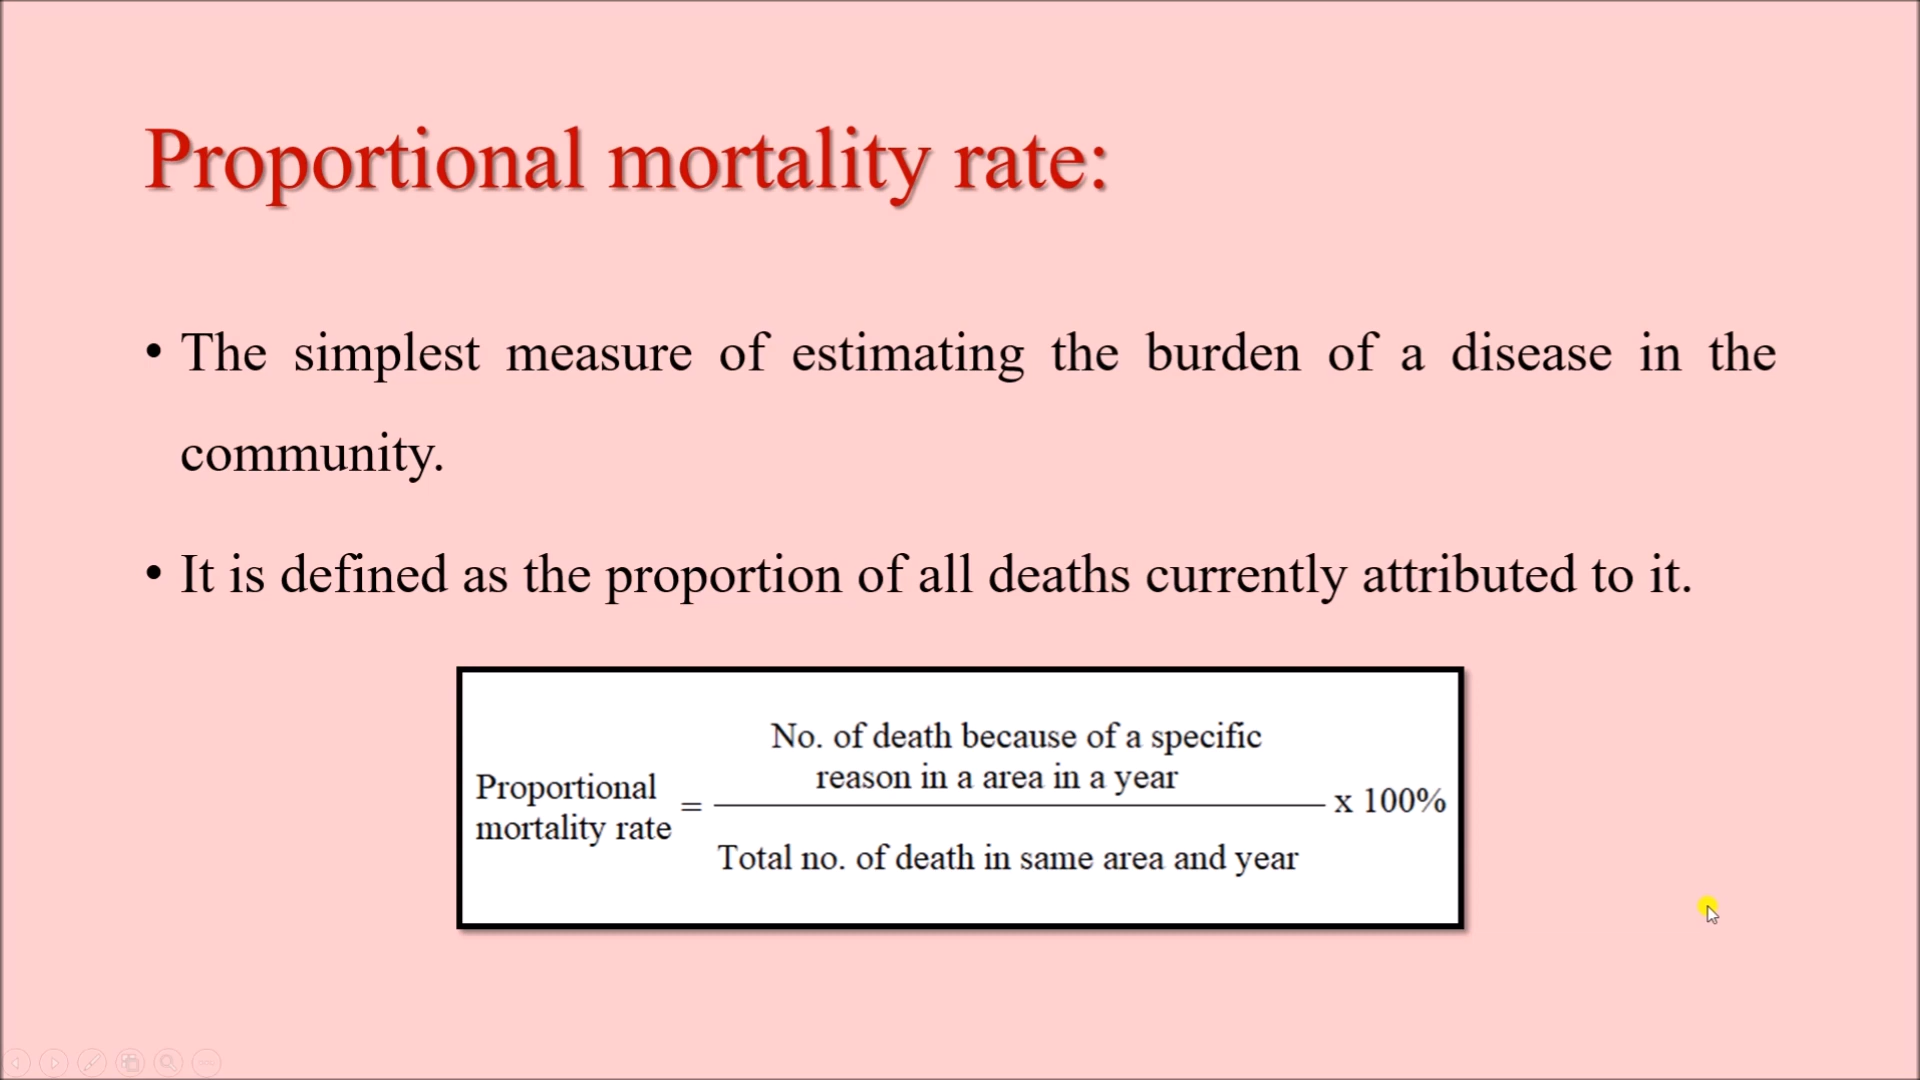 Proportional mortality rate:
• The simplest measure of estimating the burden of a disease in the
community.
• It is defined as the proportion of all deaths currently attributed to it.
No. of death because of a specific
reason in a area in a year
Proportional
mortality rate
=
x 100%
Total no. of death in same area and year